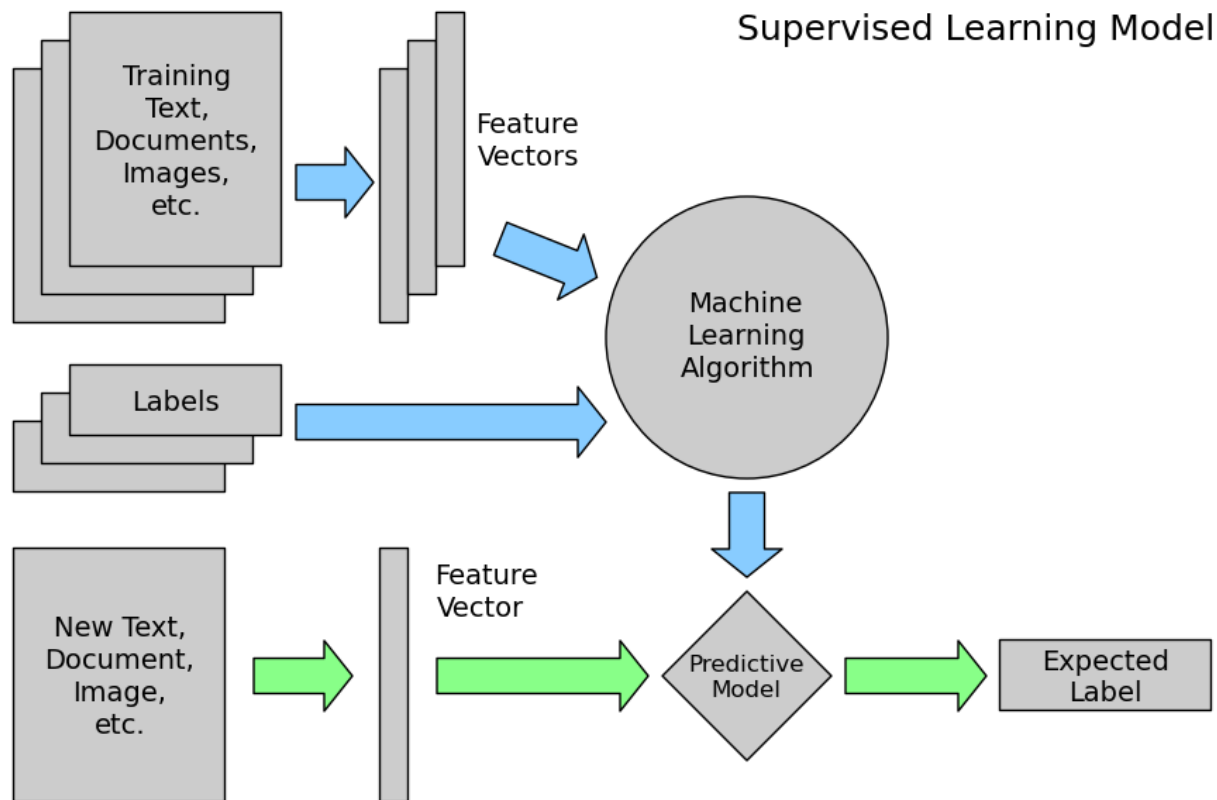 Supervised Learning Model
Training
Text,
Documents,
Images,
etc.
Feature
Vectors
Machine
Learning
Algorithm
Labels
New Text,
Document,
Image,
etc.
Feature
Vector
Predictive
Model
Expected
Label